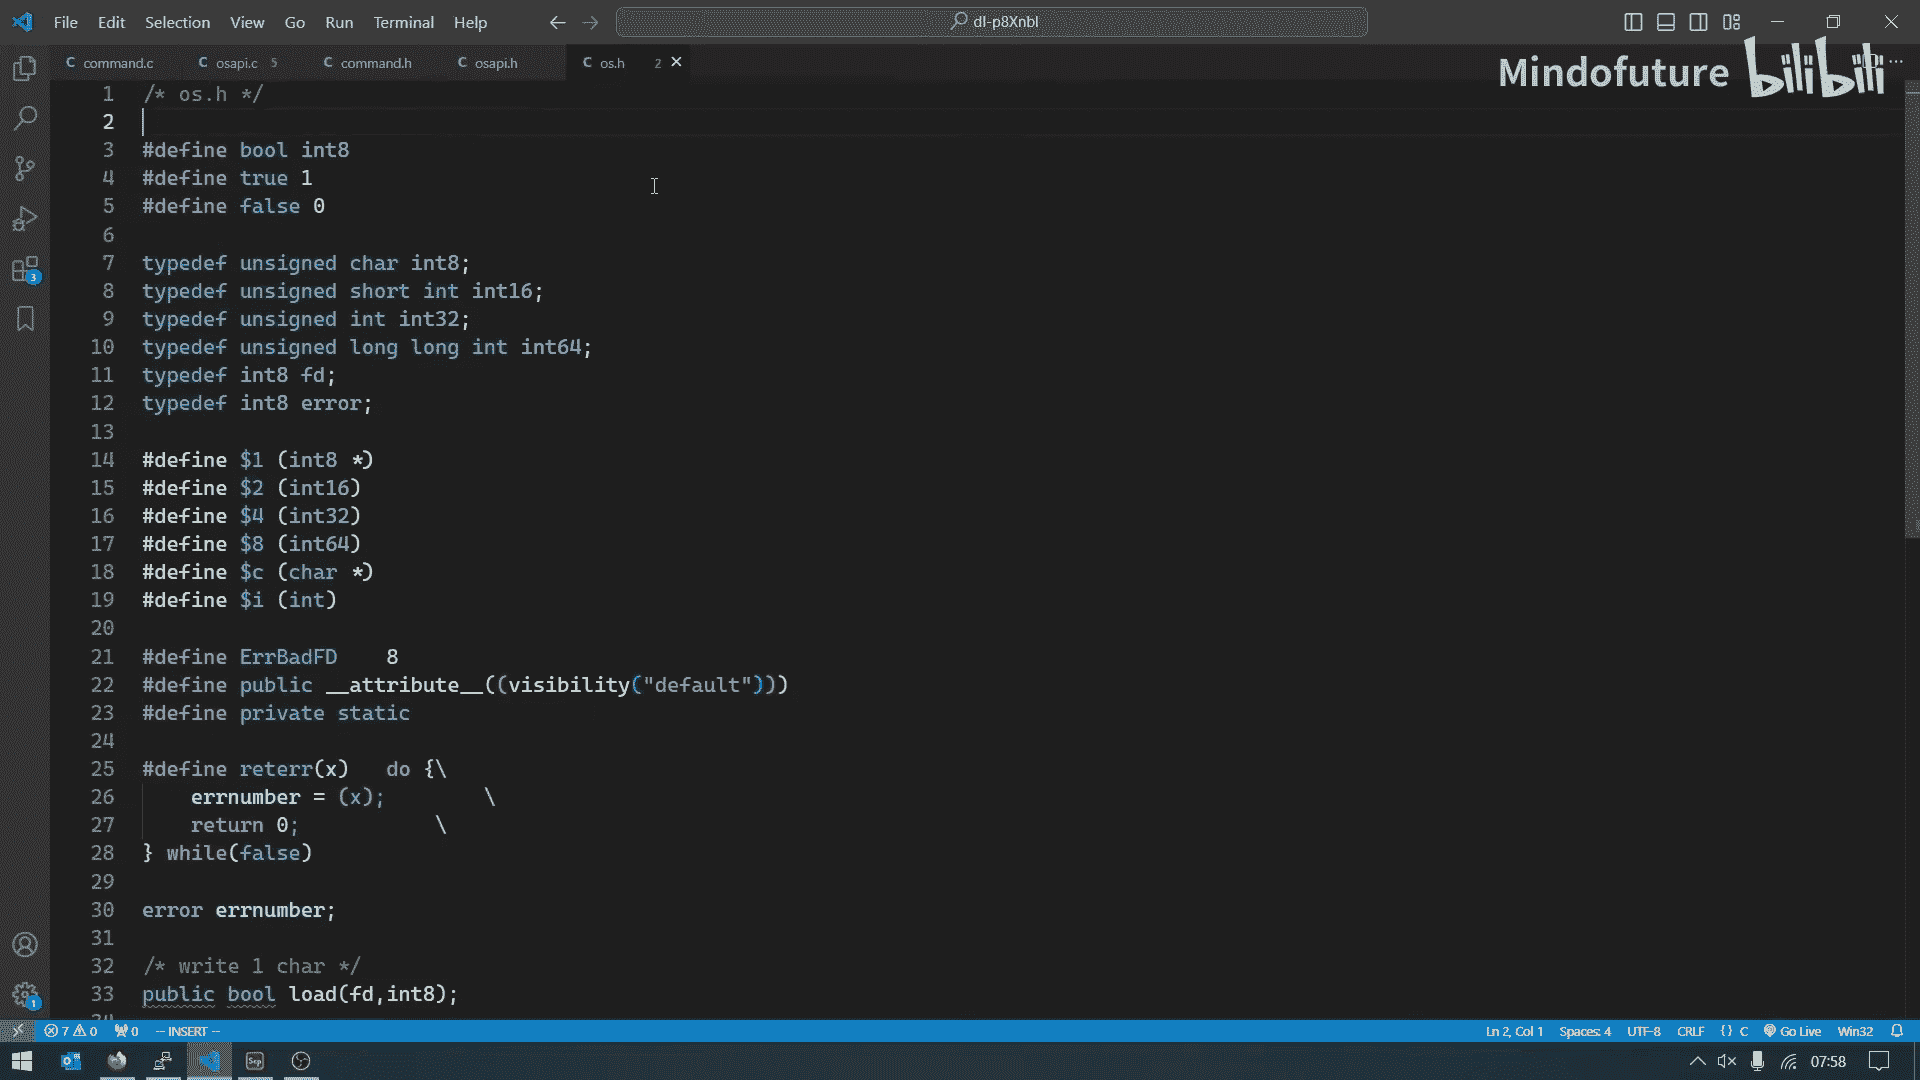 File Edit Selection View Go Run Terminal Help
dl-p8Xnbl
C command.c C osapi.c 5 C command.h C osapi.h C os.h 2
Mindofuture bilibili
1 /* os.h */
2
3 #define bool int8
4 #define true 1
5 #define false 0
6
7 typedef unsigned char int8;
8 typedef unsigned short int int16;
9 typedef unsigned int int32;
10 typedef unsigned long long int int64;
11 typedef int8 fd;
12 typedef int8 error;
13
14 #define $1 (int8 *)
15 #define $2 (int16)
16 #define $4 (int32)
17 #define $8 (int64)
18 #define $c (char *)
19 #define $i (int)
20
21 #define ErrBadFD    8
22 #define public __attribute__((visibility("default")))
23 #define private static
24
25 #define reterr(x)   do {\
26     errnumber = (x);        \
27     return 0;           \
28 } while(false)
29
30 error errnumber;
31
32 /* write 1 char */
33 public bool load(fd,int8);
3
1
7 0 0 -- INSERT -- Ln 2, Col 1 Spaces: 4 UTF-8 CRLF {} C Go Live Win32
Scp 07:58